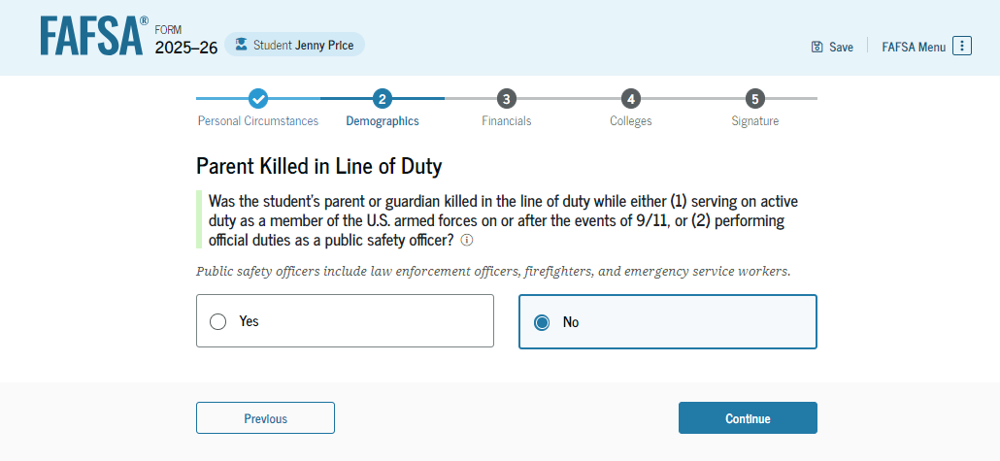 FAFSA® FORM
2025–26
Student Jenny Price
Save
FAFSA Menu
2
3
4
5
Personal Circumstances
Demographics
Financials
Colleges
Signature
Parent Killed in Line of Duty
Was the student's parent or guardian killed in the line of duty while either (1) serving on active
duty as a member of the U.S. armed forces on or after the events of 9/11, or (2) performing
official duties as a public safety officer?
Public safety officers include law enforcement officers, firefighters, and emergency service workers.
Yes
No
Previous
Continue